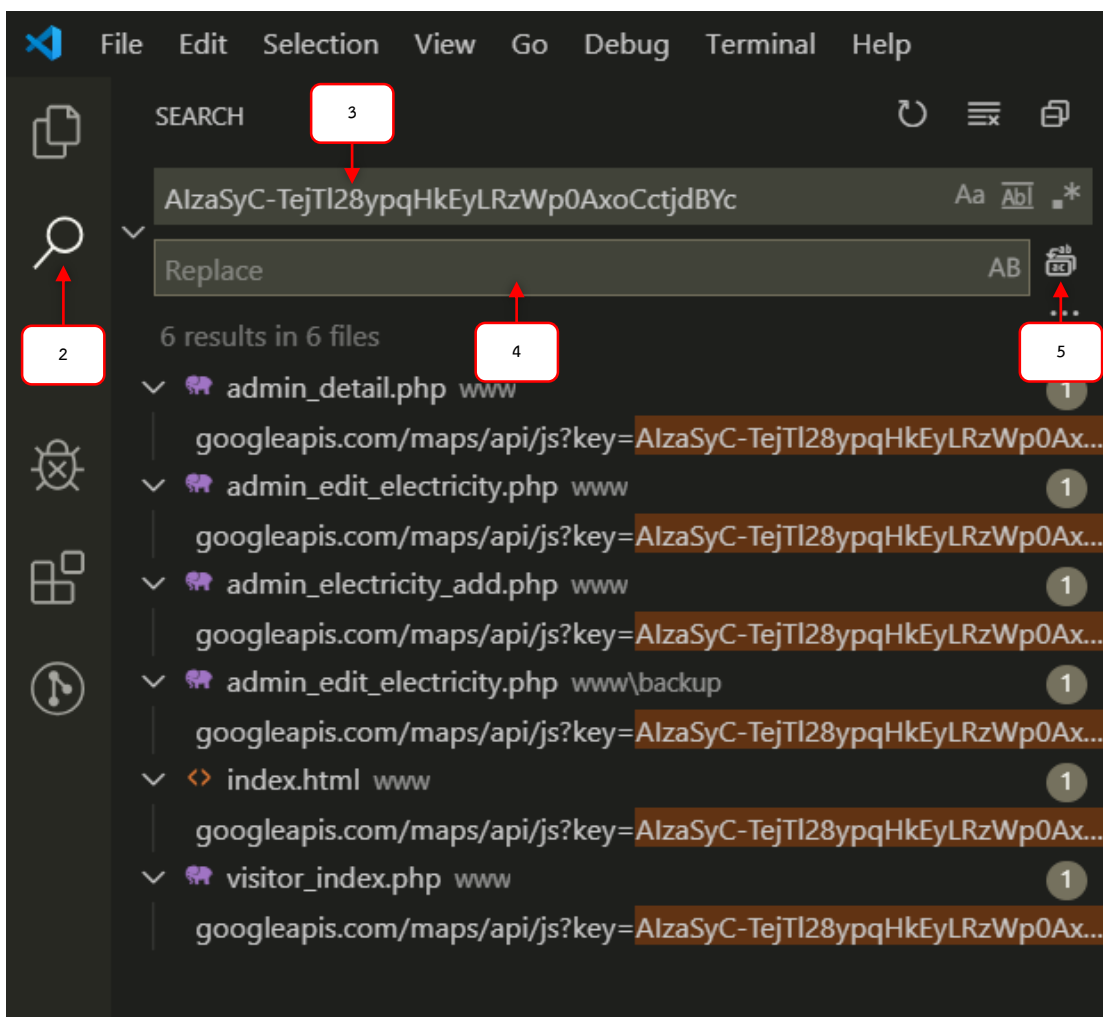 File Edit Selection View Go Debug Terminal Help
SEARCH
3
AIzaSyC-TejTl28ypqHkEyLRzWp0AxoCctjdBYc Aa Abl .*
Replace AB
2
6 results in 6 files
4
5
admin_detail.php www 1
googleapis.com/maps/api/js?key=AIzaSyC-TejTl28ypqHkEyLRzWp0Ax...
admin_edit_electricity.php www 1
googleapis.com/maps/api/js?key=AIzaSyC-TejTl28ypqHkEyLRzWp0Ax...
admin_electricity_add.php www 1
googleapis.com/maps/api/js?key=AIzaSyC-TejTl28ypqHkEyLRzWp0Ax...
admin_edit_electricity.php www\backup 1
googleapis.com/maps/api/js?key=AIzaSyC-TejTl28ypqHkEyLRzWp0Ax...
index.html www 1
googleapis.com/maps/api/js?key=AIzaSyC-TejTl28ypqHkEyLRzWp0Ax...
visitor_index.php www 1
googleapis.com/maps/api/js?key=AIzaSyC-TejTl28ypqHkEyLRzWp0Ax...